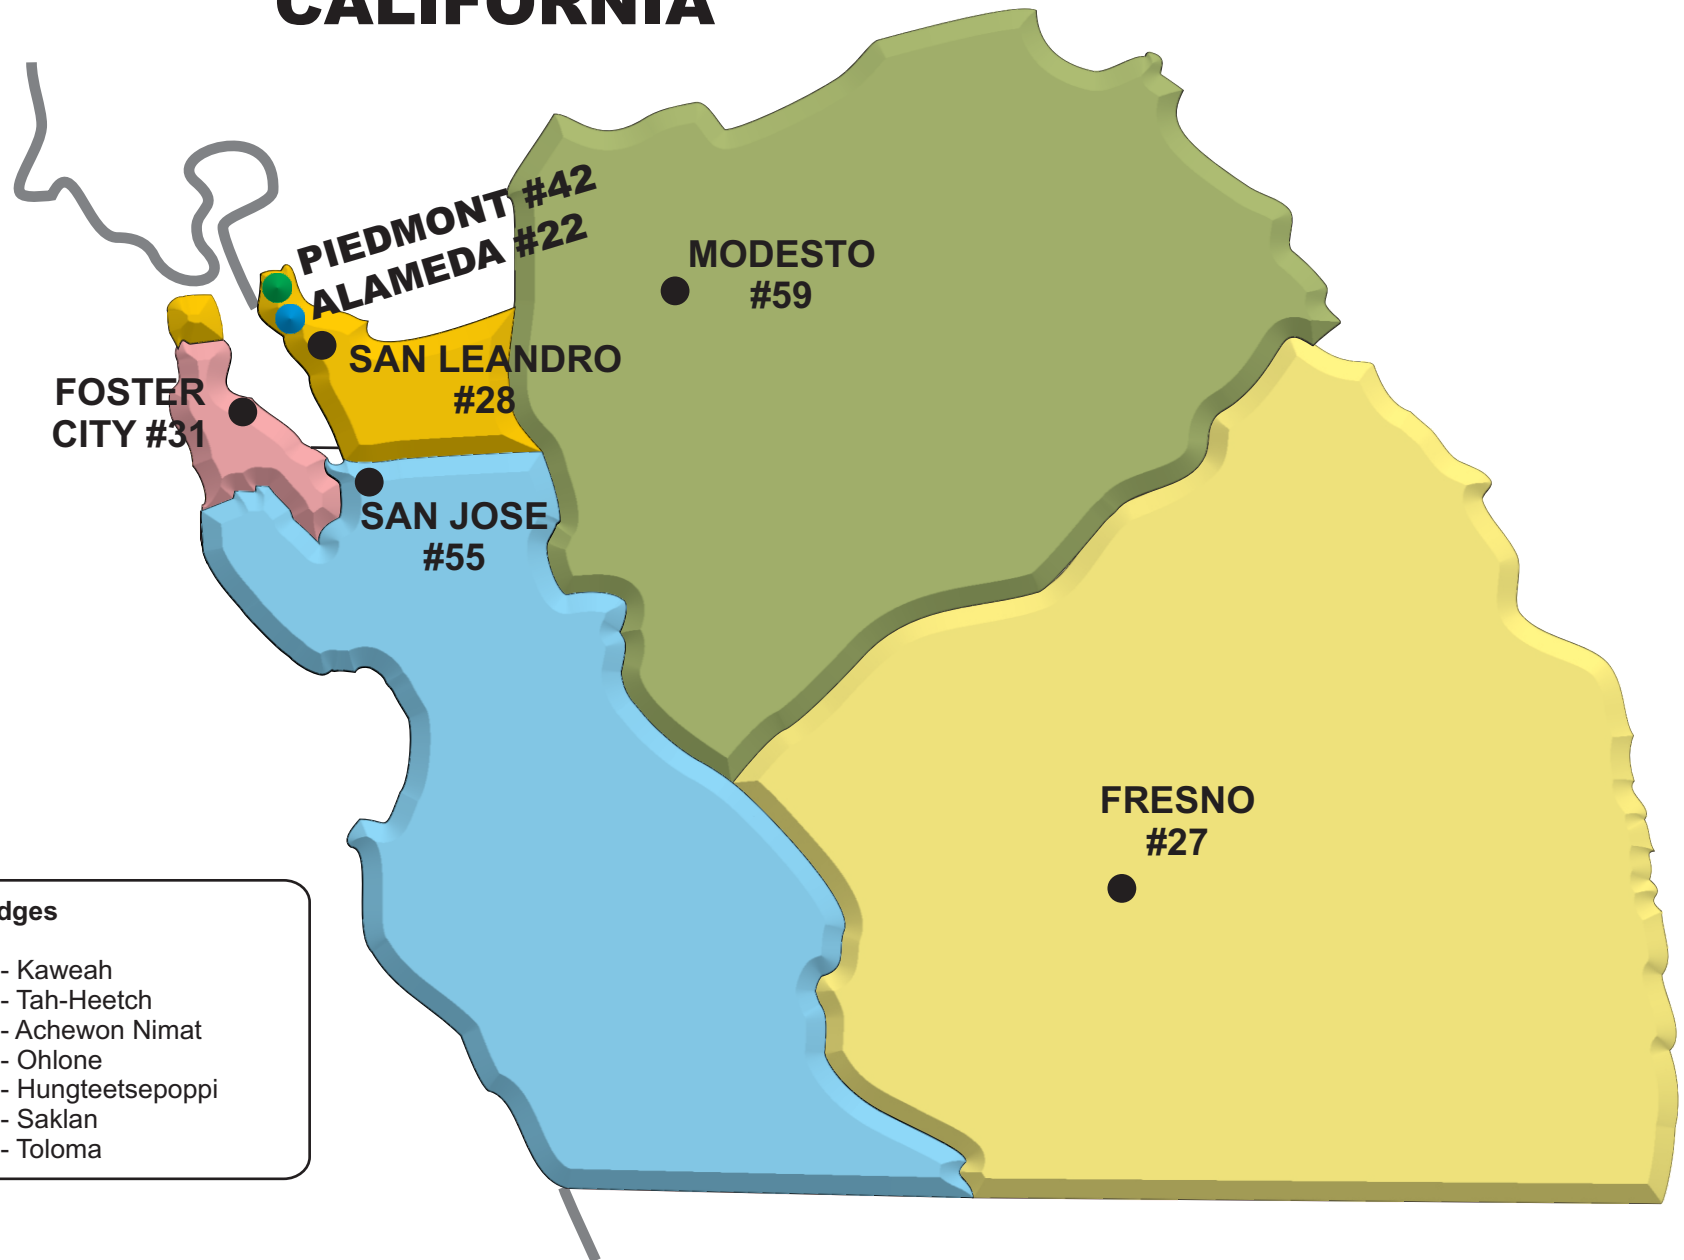 CALIFORNIA
PIEDMONT #42
ALAMEDA #22
MODESTO
#59
SAN LEANDRO
#28
FOSTER
CITY #31
SAN JOSE
#55
FRESNO
#27
dges
- Kaweah
- Tah-Heetch
- Achewon Nimat
- Ohlone
- Hungteetsepoppi
- Saklan
- Toloma